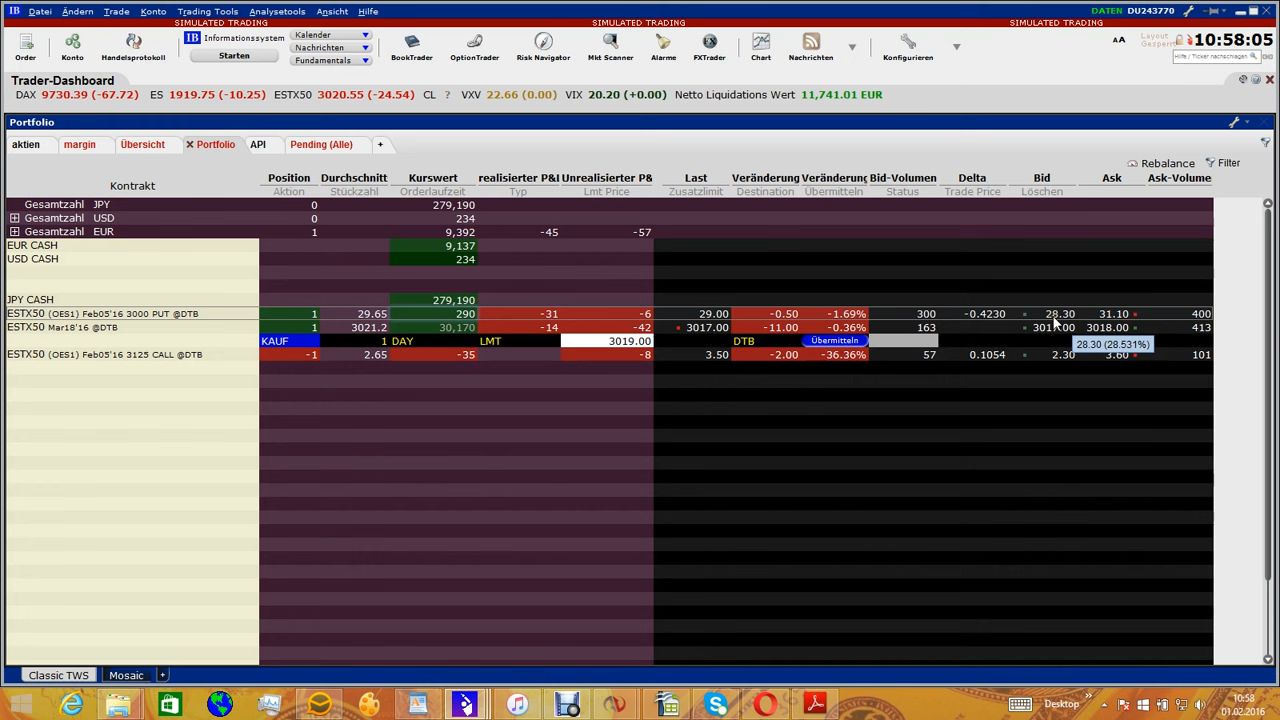 IB Datei Ändern Trade Konto Trading Tools Analysetools Ansicht Hilfe DATEN DU243770
SIMULATED TRADING SIMULATED TRADING SIMULATED TRADING
Order Konto Handelsprotokoll
IB Informationssystem
Starten
Kalender
Nachrichten
Fundamentals
BookTrader OptionTrader Risk Navigator Mkt Scanner Alarme FXTrader Chart Nachrichten Konfigurieren
AA Layout
Gesperrt
10:58:05
Hilfe / Ticker nachschlagen
Trader-Dashboard
DAX 9730.39 (-67.72) ES 1919.75 (-10.25) ESTX50 3020.55 (-24.54) CL ? VXV 22.66 (0.00) VIX 20.20 (+0.00) Netto Liquidations Wert 11,741.01 EUR
Portfolio
aktien margin Übersicht Portfolio API Pending (Alle) +
Rebalance Filter
Kontrakt
Position Durchschnitt Kurswert realisierter P&L Unrealisierter P& Last Veränderung Veränderung Bid-Volumen Delta Bid Ask Ask-Volume
Aktion Stückzahl Orderlaufzeit Typ Lmt Price Zusatzlimit Destination Übermitteln Status Trade Price Löschen
Gesamtzahl JPY 0 279,190
Gesamtzahl USD 0 234
Gesamtzahl EUR 1 9,392 -45 -57
EUR CASH 9,137
USD CASH 234
JPY CASH 279,190
ESTX50 (OES1) Feb05'16 3000 PUT @DTB 1 29.65 290 -31 -6 29.00 -0.50 -1.69% 300 -0.4230 28.30 31.10 400
ESTX50 Mar18'16 @DTB 1 3021.2 30,170 -14 -42 3017.00 -11.00 -0.36% 163 3017.00 3018.00 413
KAUF 1 DAY LMT 3019.00 DTB Übermitteln
28.30 (28.531%)
ESTX50 (OES1) Feb05'16 3125 CALL @DTB -1 2.65 -35 -8 3.50 -2.00 -36.36% 57 0.1054 2.30 3.60 101
Classic TWS Mosaic +
Desktop
10:58
01.02.2016